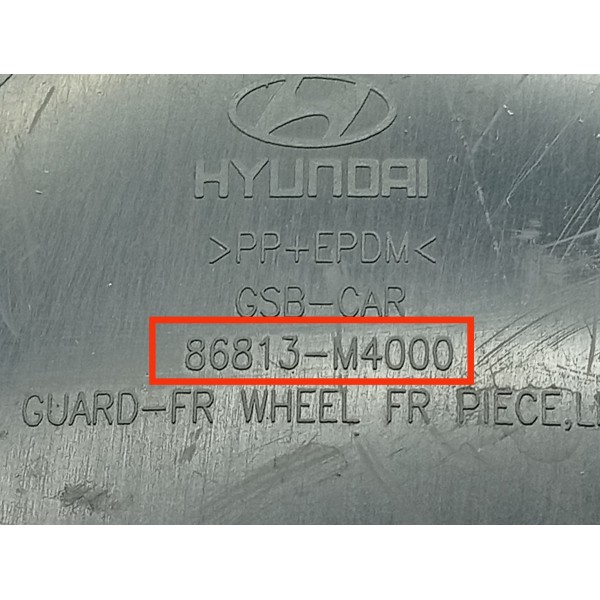 HYUNDAI
>PP+EPDM<
GSB-CAR
86813-M4000
GUARD-FR WHEEL FR PIECE,